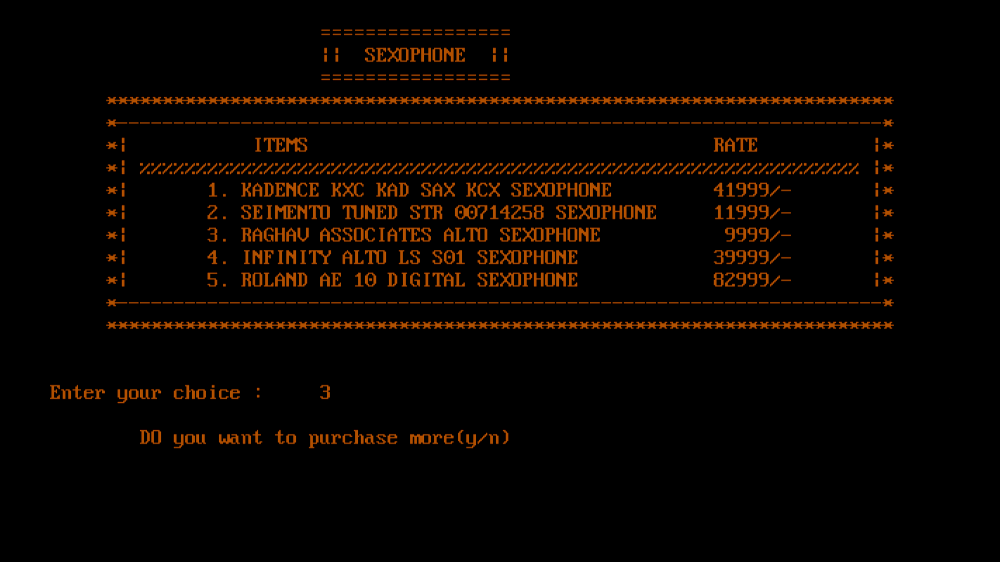 =================
|| SEXOPHONE ||
=================
**********************************************************************
*--------------------------------------------------------------------*
*| ITEMS RATE |*
*| %%%%%%%%%%%%%%%%%%%%%%%%%%%%%%%%%%%%%%%%%%%%%%%%%%%%%%%%%%%%%%%% |*
*| 1. KADENCE KXC KAD SAX KCX SEXOPHONE 41999/- |*
*| 2. SEIMENTO TUNED STR 00714258 SEXOPHONE 11999/- |*
*| 3. RAGHAV ASSOCIATES ALTO SEXOPHONE 9999/- |*
*| 4. INFINITY ALTO LS S01 SEXOPHONE 39999/- |*
*| 5. ROLAND AE 10 DIGITAL SEXOPHONE 82999/- |*
*--------------------------------------------------------------------*
**********************************************************************
Enter your choice : 3
DO you want to purchase more(y/n)